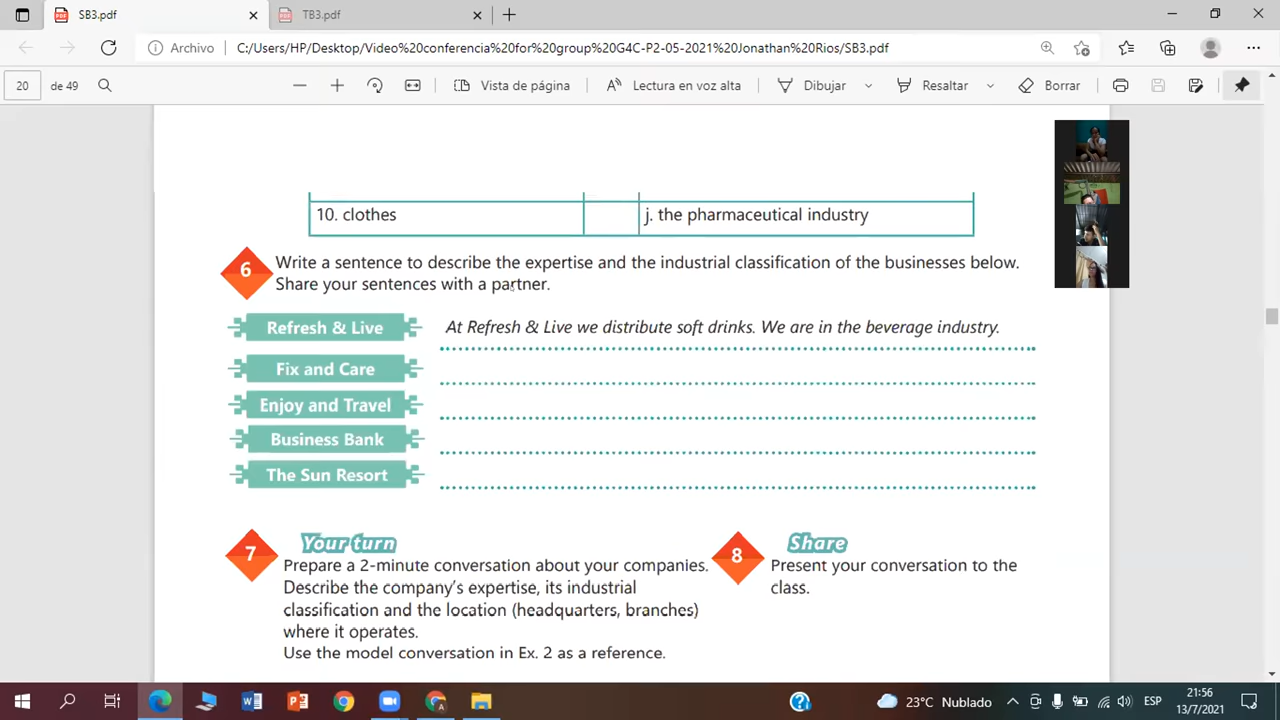 SB3.pdf
TB3.pdf
Archivo
C:/Users/HP/Desktop/Video%20conferencia%20for%20group%20G4C-P2-05-2021%20Jonathan%20Rios/SB3.pdf
20 de 49
Vista de página
Lectura en voz alta
Dibujar
Resaltar
Borrar
10. clothes
j. the pharmaceutical industry
6
Write a sentence to describe the expertise and the industrial classification of the businesses below.
Share your sentences with a partner.
Refresh & Live
At Refresh & Live we distribute soft drinks. We are in the beverage industry.
Fix and Care
Enjoy and Travel
Business Bank
The Sun Resort
7
Your turn
Prepare a 2-minute conversation about your companies.
Describe the company's expertise, its industrial
classification and the location (headquarters, branches)
where it operates.
Use the model conversation in Ex. 2 as a reference.
8
Share
Present your conversation to the
class.
23°C Nublado
ESP
21:56
13/7/2021